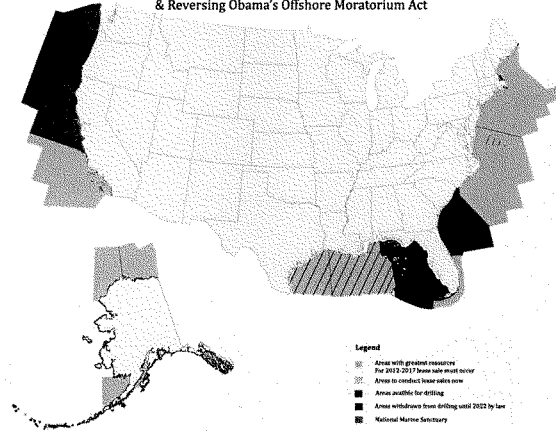 & Reversing Obama's Offshore Moratorium Act
Legend
Areas with greatest resources
For 2012-2017 lease sale must occur
Areas to conduct lease sales now
Areas availble for drilling
Areas withdrawn from drilling until 2022 by law
National Marine Sanctuary